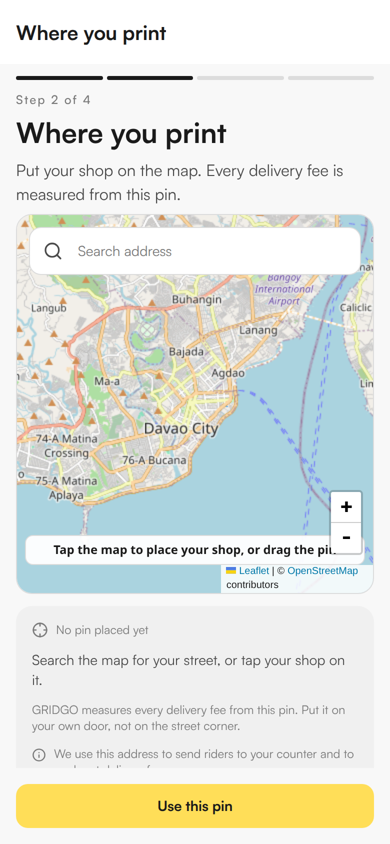 Where you print
Step 2 of 4
Where you print
Put your shop on the map. Every delivery fee is
measured from this pin.
Search address
Bangoy
International
Airport
Buhangin
Langub
Caliclic
Lanang
Bajada
Agdao
Ma-a
Davao City
74-A Matina
Crossing
76-A Bucana
75-A Matina
Aplaya
+
-
Tap the map to place your shop, or drag the
Leaflet | © OpenStreetMap
contributors
No pin placed yet
Search the map for your street, or tap your shop on
it.
GRIDGO measures every delivery fee from this pin. Put it on
your own door, not on the street corner.
We use this address to send riders to your counter and to
Use this pin